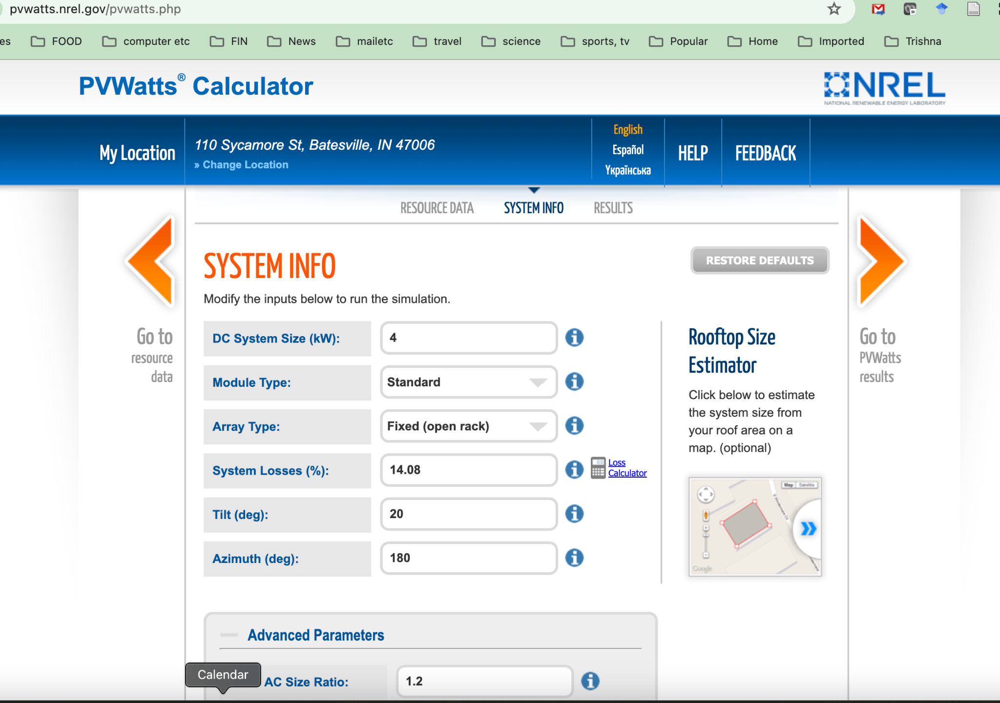 pvwatts.nrel.gov/pvwatts.php
es FOOD computer etc FIN News mailetc travel science sports, tv Popular Home Imported Trishna
PVWatts® Calculator
NREL
NATIONAL RENEWABLE ENERGY LABORATORY
My Location
110 Sycamore St, Batesville, IN 47006
» Change Location
English
Español
Українська
HELP
FEEDBACK
RESOURCE DATA SYSTEM INFO RESULTS
SYSTEM INFO
RESTORE DEFAULTS
Modify the inputs below to run the simulation.
Go to
resource
data
DC System Size (kW): 4
Module Type: Standard
Array Type: Fixed (open rack)
System Losses (%): 14.08
Loss
Calculator
Tilt (deg): 20
Azimuth (deg): 180
Rooftop Size
Estimator
Click below to estimate
the system size from
your roof area on a
map. (optional)
Map Satellite
Google
Go to
PVWatts
results
Advanced Parameters
Calendar
AC Size Ratio: 1.2